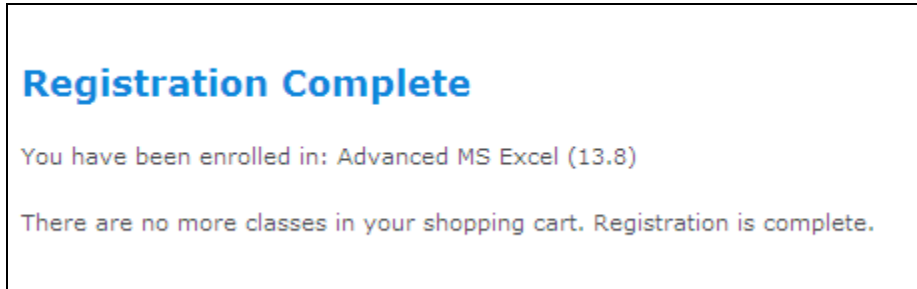 Registration Complete
You have been enrolled in: Advanced MS Excel (13.8)
There are no more classes in your shopping cart. Registration is complete.